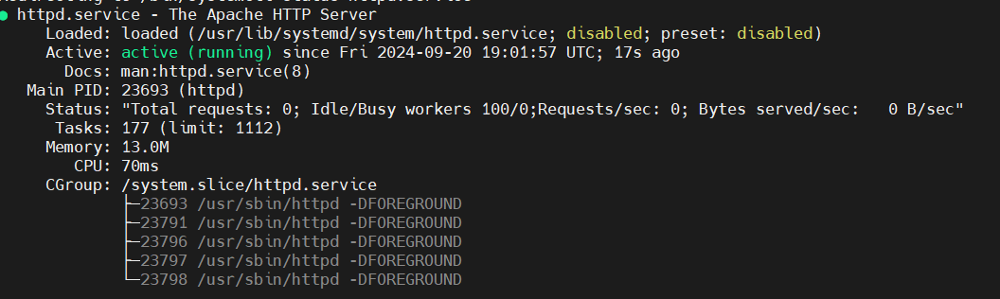 ● httpd.service - The Apache HTTP Server
Loaded: loaded (/usr/lib/systemd/system/httpd.service; disabled; preset: disabled)
Active: active (running) since Fri 2024-09-20 19:01:57 UTC; 17s ago
Docs: man:httpd.service(8)
Main PID: 23693 (httpd)
Status: "Total requests: 0; Idle/Busy workers 100/0;Requests/sec: 0; Bytes served/sec:   0 B/sec"
Tasks: 177 (limit: 1112)
Memory: 13.0M
CPU: 70ms
CGroup: /system.slice/httpd.service
├─23693 /usr/sbin/httpd -DFOREGROUND
├─23791 /usr/sbin/httpd -DFOREGROUND
├─23796 /usr/sbin/httpd -DFOREGROUND
├─23797 /usr/sbin/httpd -DFOREGROUND
└─23798 /usr/sbin/httpd -DFOREGROUND